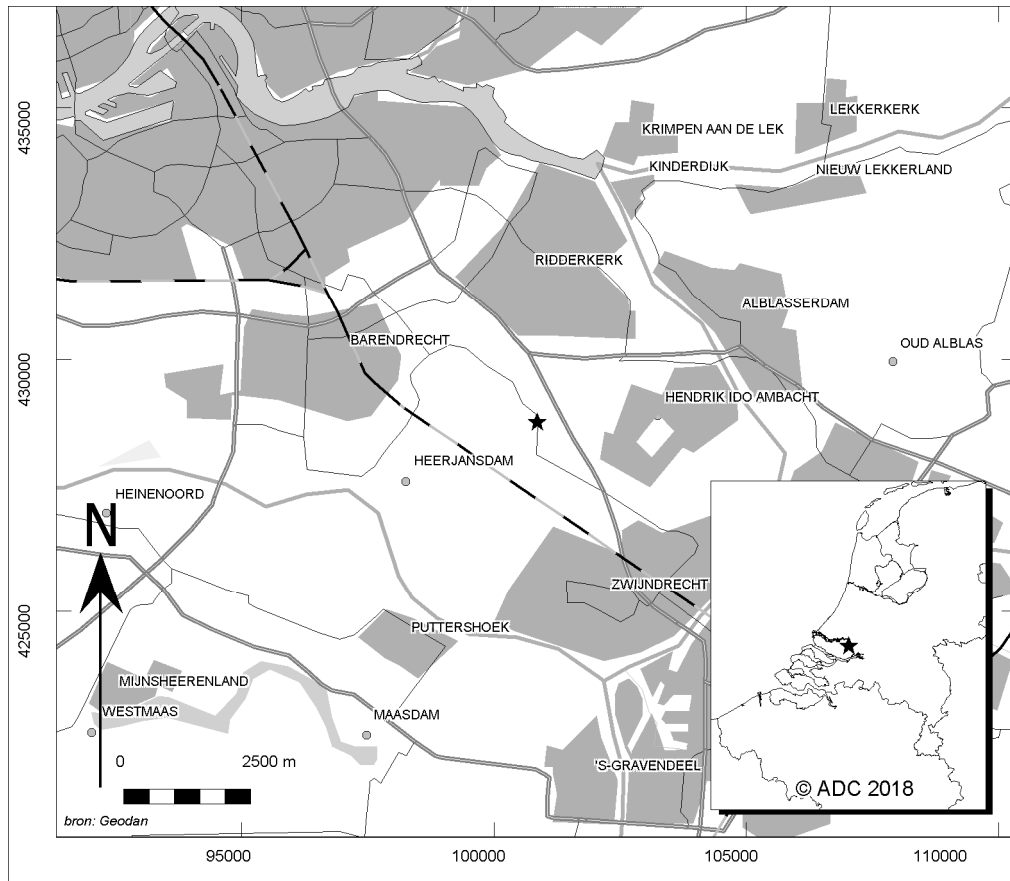 435000
430000
425000
LEKKERKERK
KRIMPEN AAN DE LEK
KINDERDIJK
NIEUW LEKKERLAND
RIDDERKERK
ALBLASSERDAM
BARENDRECHT
OUD ALBLAS
HENDRIK IDO AMBACHT
HEERJANSDAM
HEINENOORD
N
ZWIJNDRECHT
PUTTERSHOEK
MIJNSHEERENLAND
WESTMAAS
MAASDAM
'S-GRAVENDEEL
0 2500 m
© ADC 2018
bron: Geodan
95000 100000 105000 110000